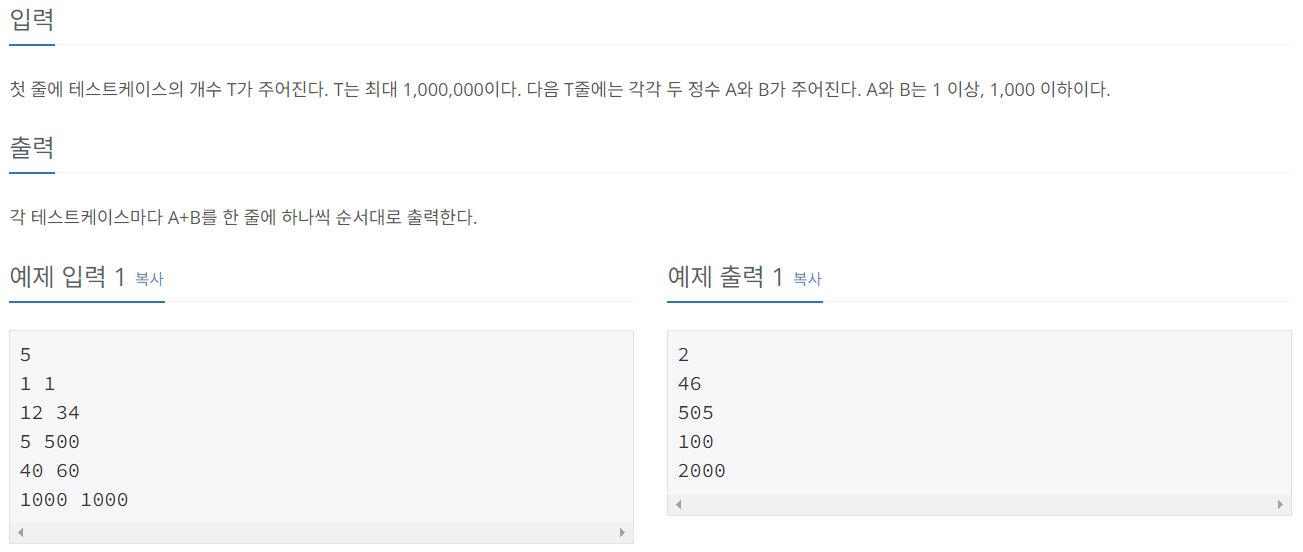 입력
첫 줄에 테스트케이스의 개수 T가 주어진다. T는 최대 1,000,000이다. 다음 T줄에는 각각 두 정수 A와 B가 주어진다. A와 B는 1 이상, 1,000 이하이다.
출력
각 테스트케이스마다 A+B를 한 줄에 하나씩 순서대로 출력한다.
예제 입력 1 복사
5
1 1
12 34
5 500
40 60
1000 1000
예제 출력 1 복사
2
46
505
100
2000